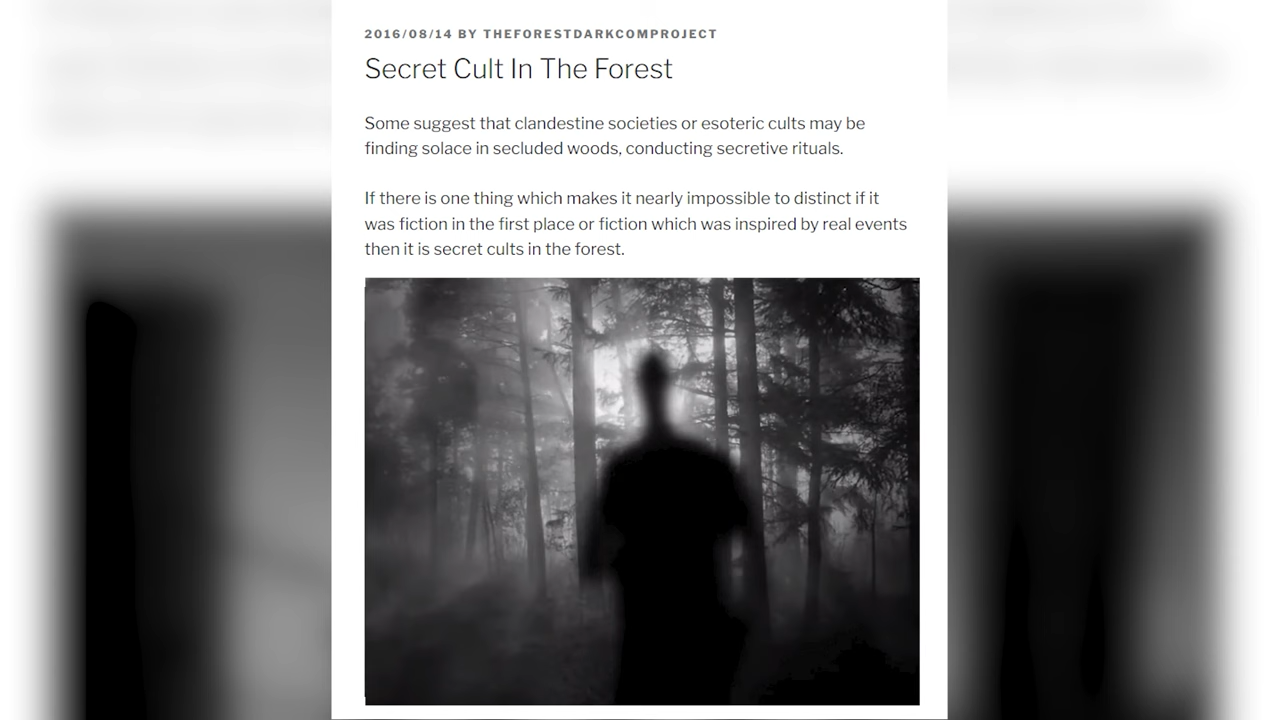 2016/08/14 BY THEFORESTDARKCOMPROJECT
Secret Cult In The Forest
Some suggest that clandestine societies or esoteric cults may be
finding solace in secluded woods, conducting secretive rituals.
If there is one thing which makes it nearly impossible to distinct if it
was fiction in the first place or fiction which was inspired by real events
then it is secret cults in the forest.